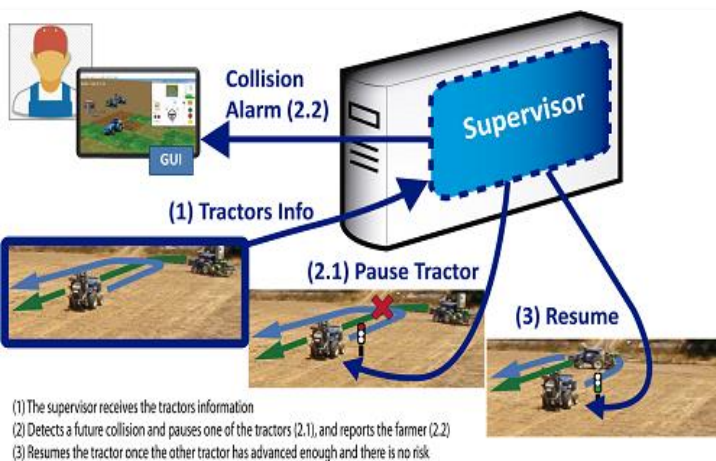 Collision
Alarm (2.2)
Supervisor
GUI
(1) Tractors Info
(2.1) Pause Tractor
(3) Resume
(1) The supervisor receives the tractors information
(2) Detects a future collision and pauses one of the tractors (2.1), and reports the farmer (2.2)
(3) Resumes the tractor once the other tractor has advanced enough and there is no risk